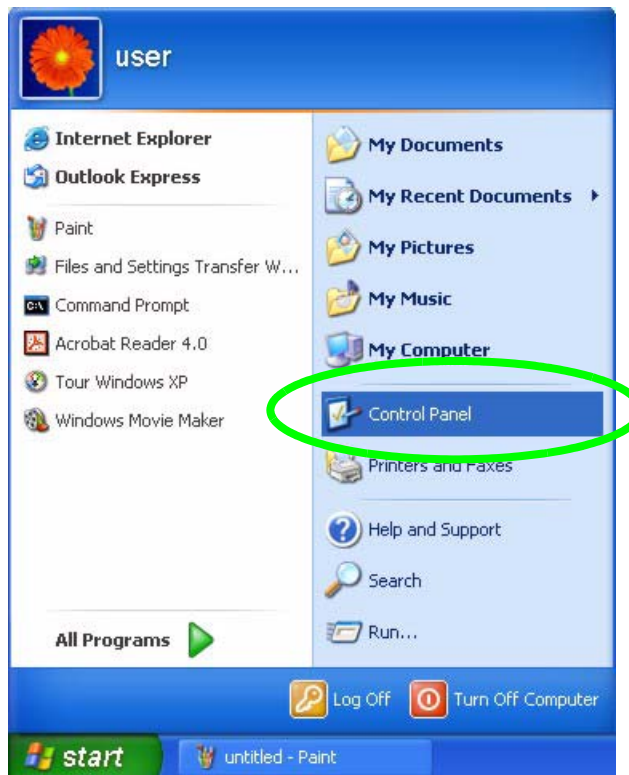 user
Internet Explorer
Outlook Express
Paint
Files and Settings Transfer W...
C:\
Command Prompt
Acrobat Reader 4.0
Tour Windows XP
Windows Movie Maker
All Programs
My Documents
My Recent Documents
My Pictures
My Music
My Computer
Control Panel
Printers and Faxes
Help and Support
Search
Run...
Log Off
Turn Off Computer
start
untitled - Paint